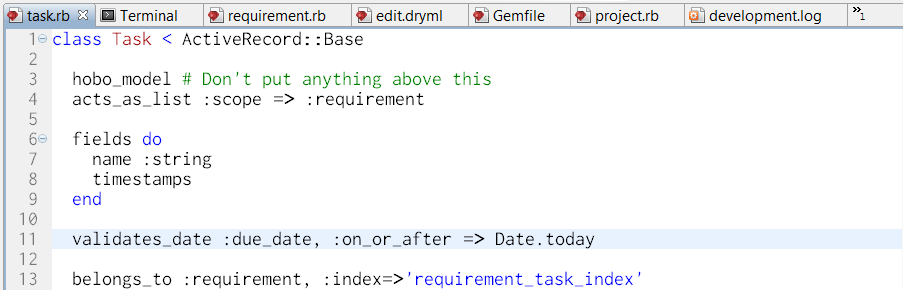 task.rb Terminal requirement.rb edit.dryml Gemfile project.rb development.log »1
1 class Task < ActiveRecord::Base
2
3 hobo_model # Don't put anything above this
4 acts_as_list :scope => :requirement
5
6 fields do
7 name :string
8 timestamps
9 end
10
11 validates_date :due_date, :on_or_after => Date.today
12
13 belongs_to :requirement, :index=>'requirement_task_index'